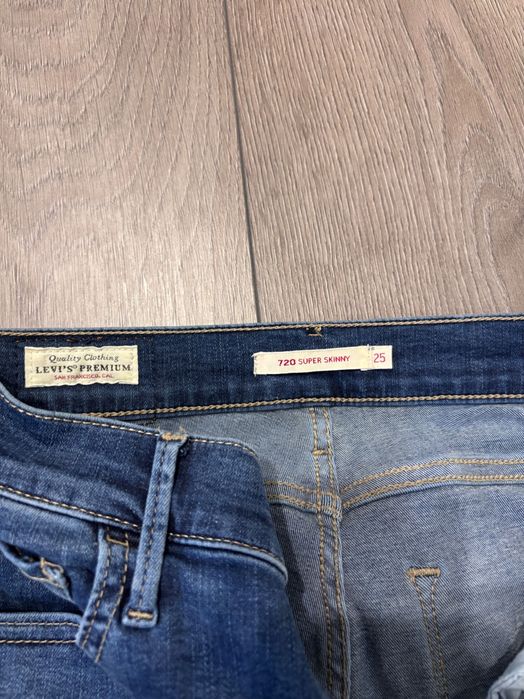 Quality Clothing
LEVI'S® PREMIUM
SAN FRANCISCO, CAL.
720 SUPER SKINNY
25